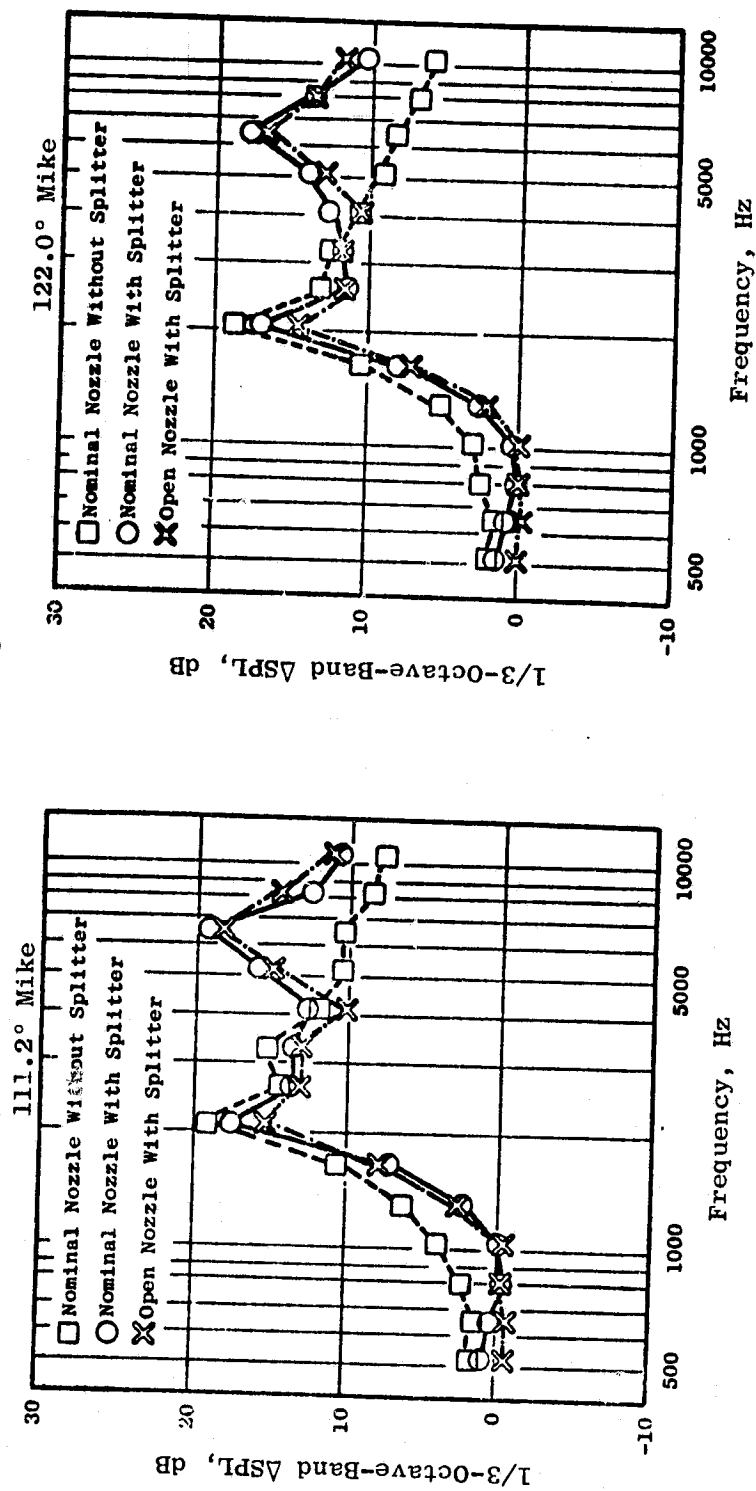 111.2° Mike
Nominal Nozzle Without Splitter
Nominal Nozzle With Splitter
Open Nozzle With Splitter
30
20
10
0
-10
1/3-Octave-Band ΔSPL, dB
500
1000
5000
10000
Frequency, Hz
122.0° Mike
Nominal Nozzle Without Splitter
Nominal Nozzle With Splitter
Open Nozzle With Splitter
30
20
10
0
-10
1/3-Octave-Band ΔSPL, dB
500
1000
5000
10000
Frequency, Hz